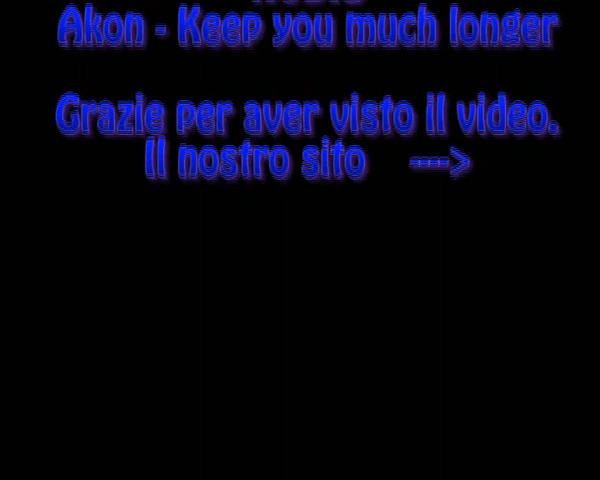 Akon - Keep you much longer
Grazie per aver visto il video.
Il nostro sito ---->